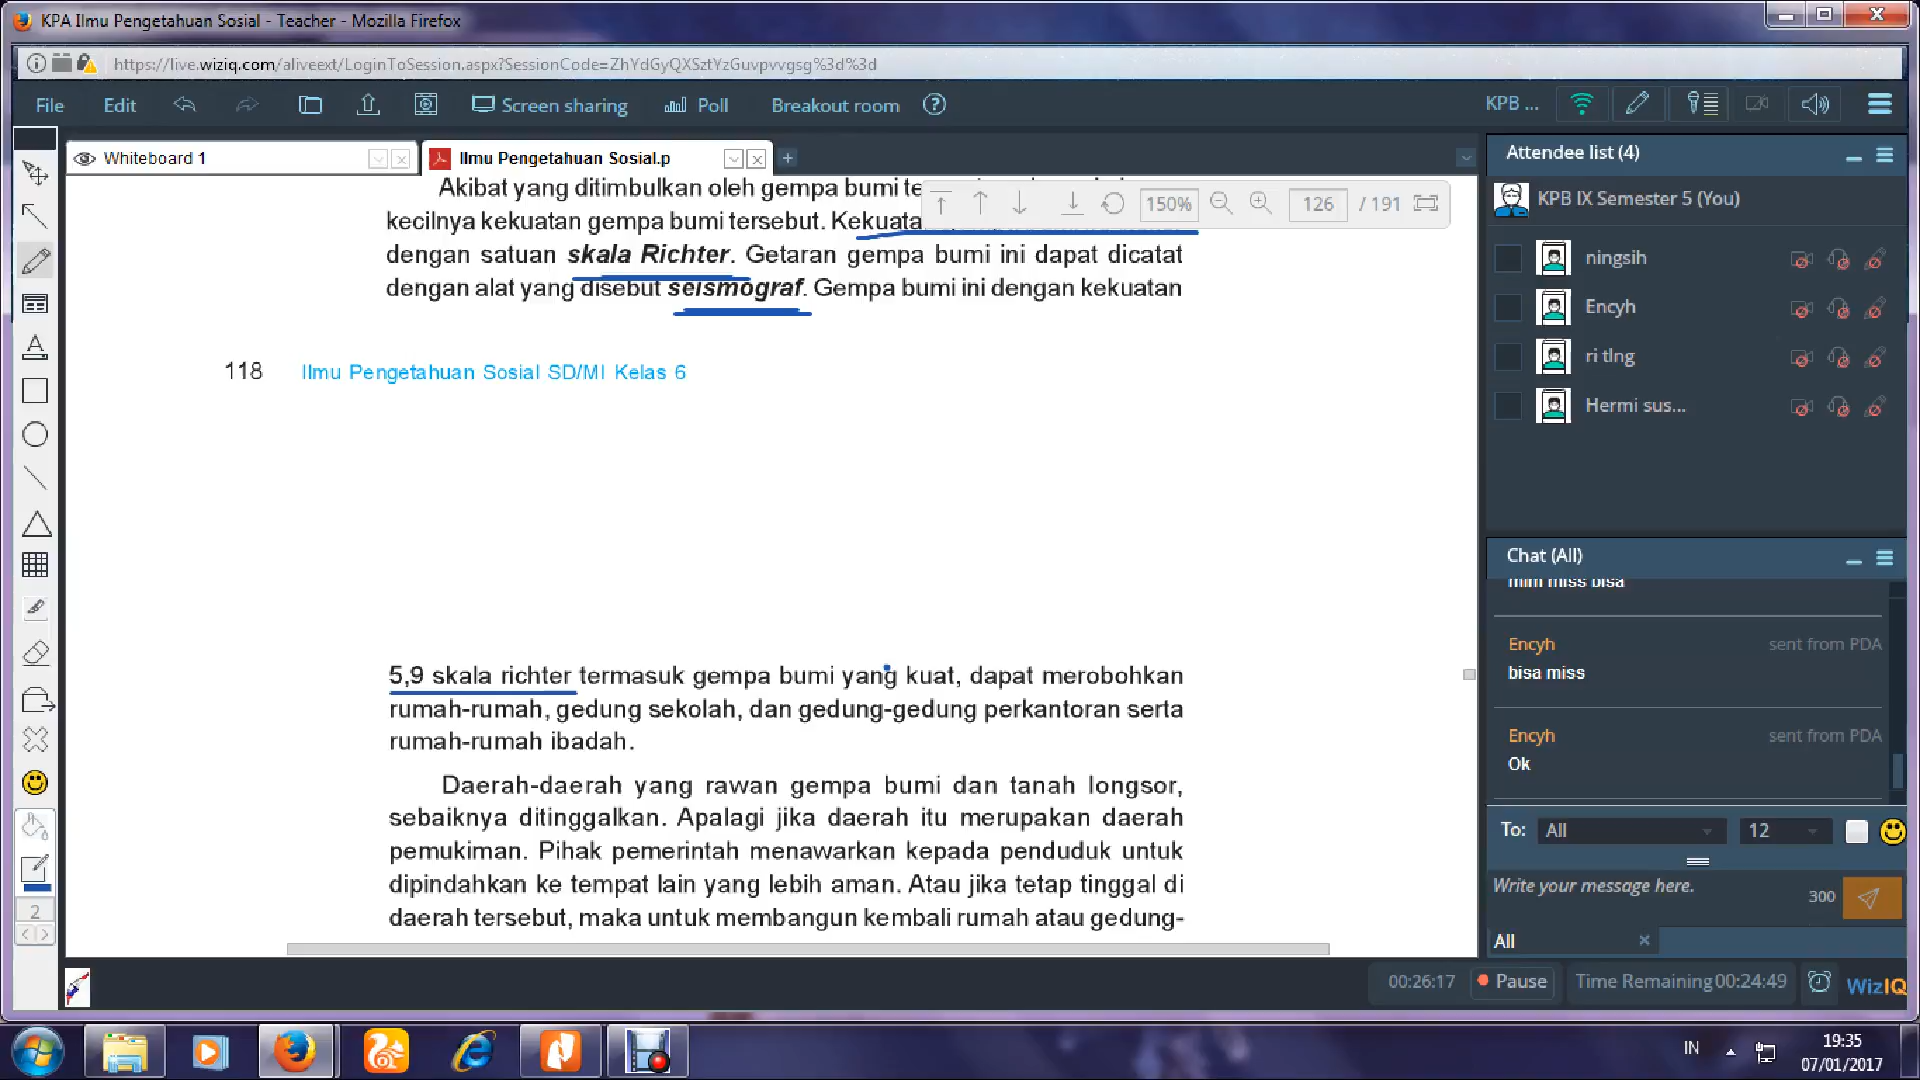 KPA Ilmu Pengetahuan Sosial - Teacher - Mozilla Firefox
https://live.wiziq.com/aliveext/LoginToSession.aspx?SessionCode=ZhYdGyQXSztYzGuvpvvgsg%3d%3d
File Edit Screen sharing Poll Breakout room KPB ...
Whiteboard 1
Ilmu Pengetahuan Sosial.p
150% 126 / 191
Akibat yang ditimbulkan oleh gempa bumi
kecilnya kekuatan gempa bumi tersebut. Kekuata
dengan satuan skala Richter. Getaran gempa bumi ini dapat dicatat
dengan alat yang disebut seismograf. Gempa bumi ini dengan kekuatan
118 Ilmu Pengetahuan Sosial SD/MI Kelas 6
5,9 skala richter termasuk gempa bumi yang kuat, dapat merobohkan
rumah-rumah, gedung sekolah, dan gedung-gedung perkantoran serta
rumah-rumah ibadah.
Daerah-daerah yang rawan gempa bumi dan tanah longsor,
sebaiknya ditinggalkan. Apalagi jika daerah itu merupakan daerah
pemukiman. Pihak pemerintah menawarkan kepada penduduk untuk
dipindahkan ke tempat lain yang lebih aman. Atau jika tetap tinggal di
daerah tersebut, maka untuk membangun kembali rumah atau gedung-
2
Attendee list (4)
KPB IX Semester 5 (You)
ningsih
Encyh
ri tlng
Hermi sus...
Chat (All)
mim miss bisa
Encyh sent from PDA
bisa miss
Encyh sent from PDA
Ok
To: All 12
Write your message here. 300
All
00:26:17 Pause Time Remaining 00:24:49 WizIQ
IN 19:35
07/01/2017